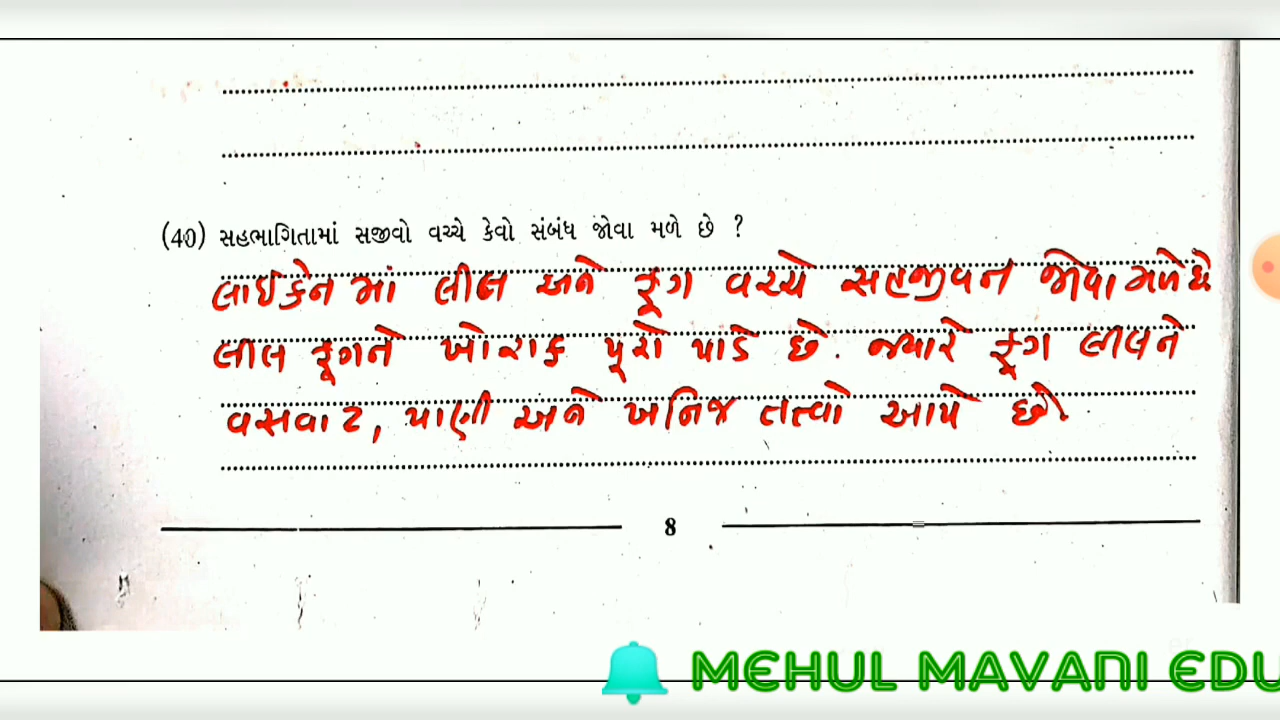 (40) સહભાગિતામાં સજીવો વચ્ચે કેવો સંબંધ જોવા મળે છે ?
લાઈકેન માં લીલ અને ફૂગ વચ્ચે સહજીવન જોવા મળે છે
લીલ ફૂગને ખોરાક પૂરો પાડે છે. જ્યારે ફૂગ લીલને
વસવાટ, પાણી અને ખનિજ તત્વો આપે છે.
8
MEHUL MAVANI EDU